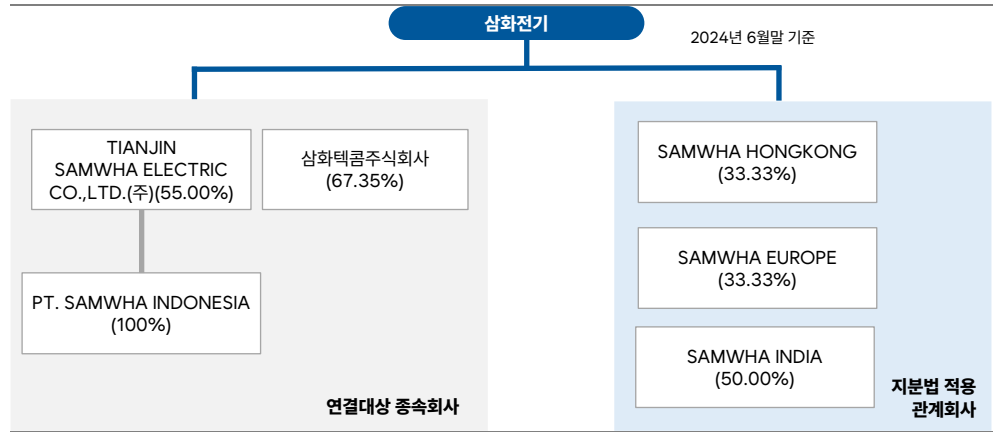 삼화전기
2024년 6월말 기준
TIANJIN
SAMWHA ELECTRIC
CO.,LTD.(주)(55.00%)
삼화텍콤주식회사
(67.35%)
PT. SAMWHA INDONESIA
(100%)
연결대상 종속회사
SAMWHA HONGKONG
(33.33%)
SAMWHA EUROPE
(33.33%)
SAMWHA INDIA
(50.00%)
지분법 적용
관계회사